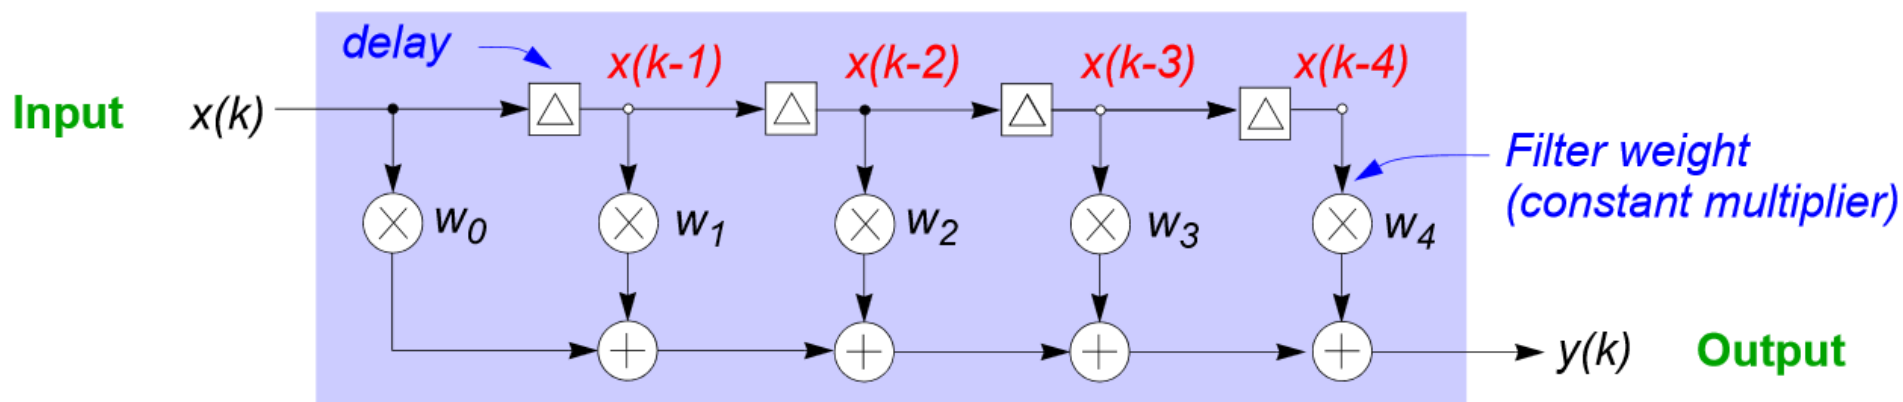 delay
x(k-1)
x(k-2)
x(k-3)
x(k-4)
Input
x(k)
Filter weight
(constant multiplier)
w0
w1
w2
w3
w4
y(k)
Output